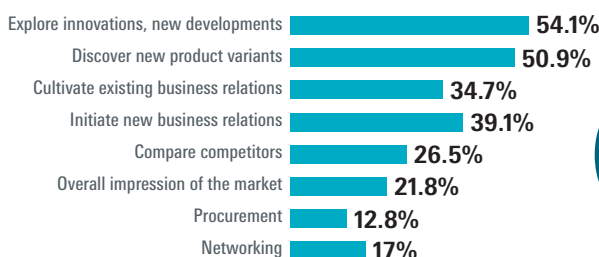 Explore innovations, new developments 54.1%
Discover new product variants 50.9%
Cultivate existing business relations 34.7%
Initiate new business relations 39.1%
Compare competitors 26.5%
Overall impression of the market 21.8%
Procurement 12.8%
Networking 17%